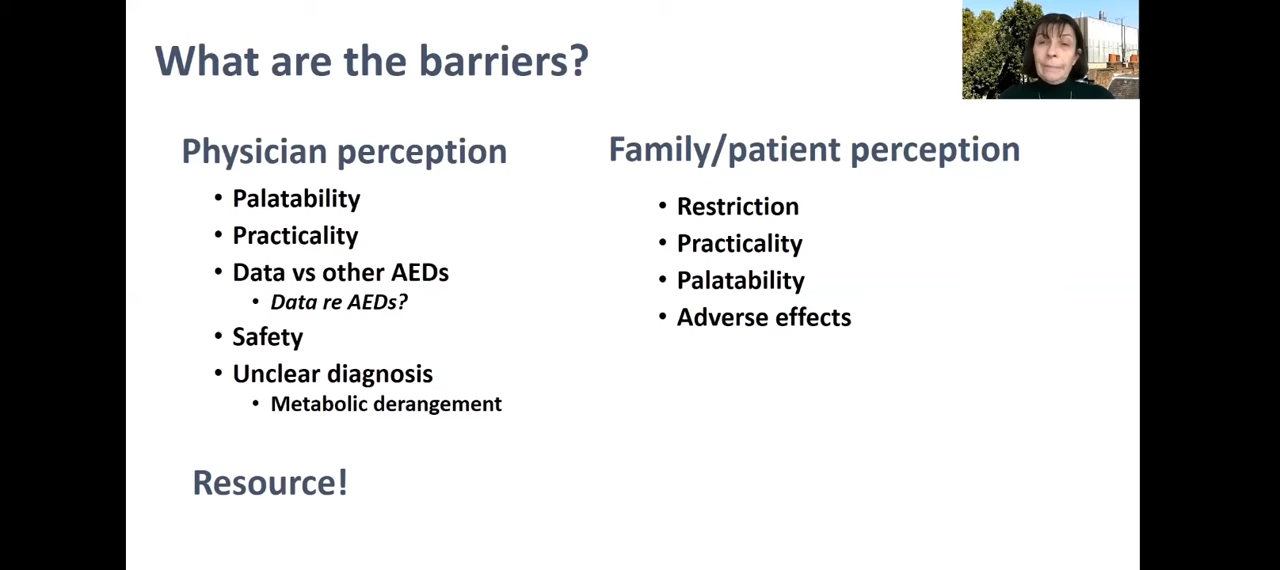 What are the barriers?
Physician perception
• Palatability
• Practicality
• Data vs other AEDs
• Data re AEDs?
• Safety
• Unclear diagnosis
• Metabolic derangement
Resource!
Family/patient perception
• Restriction
• Practicality
• Palatability
• Adverse effects